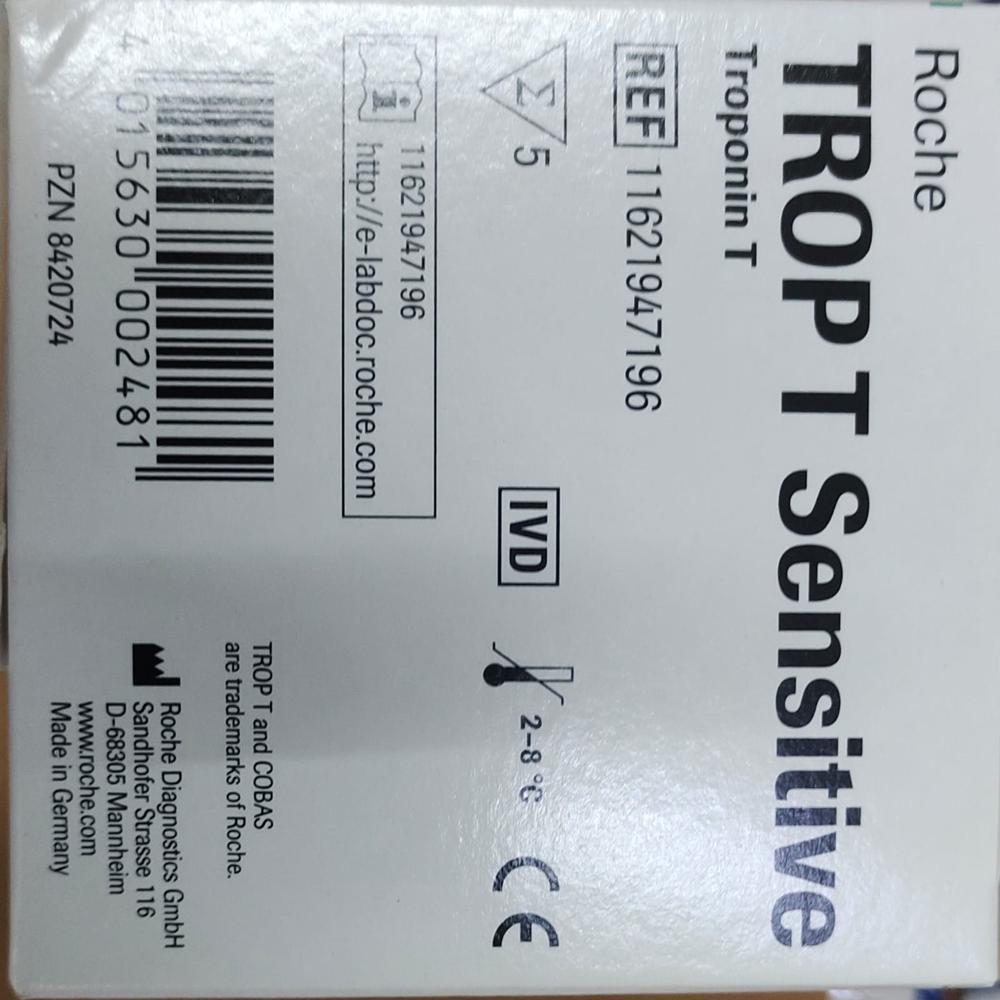 Roche
TROP T Sensitive
Troponin T
REF 11621947196
Σ 5
IVD
2-8 °C
CE
i 11621947196
http://e-labdoc.roche.com
4 015630 002481
PZN 8420724
TROP T and COBAS
are trademarks of Roche.
Roche Diagnostics GmbH
Sandhofer Strasse 116
D-68305 Mannheim
www.roche.com
Made in Germany